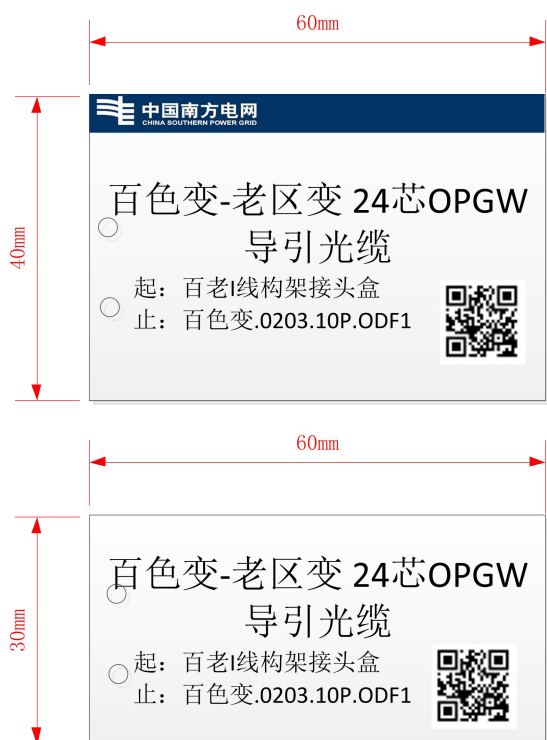 60mm
40mm
中国南方电网
CHINA SOUTHERN POWER GRID
百色变-老区变 24芯OPGW
导引光缆
起：百老I线构架接头盒
止：百色变.0203.10P.ODF1
60mm
30mm
百色变-老区变 24芯OPGW
导引光缆
起：百老I线构架接头盒
止：百色变.0203.10P.ODF1